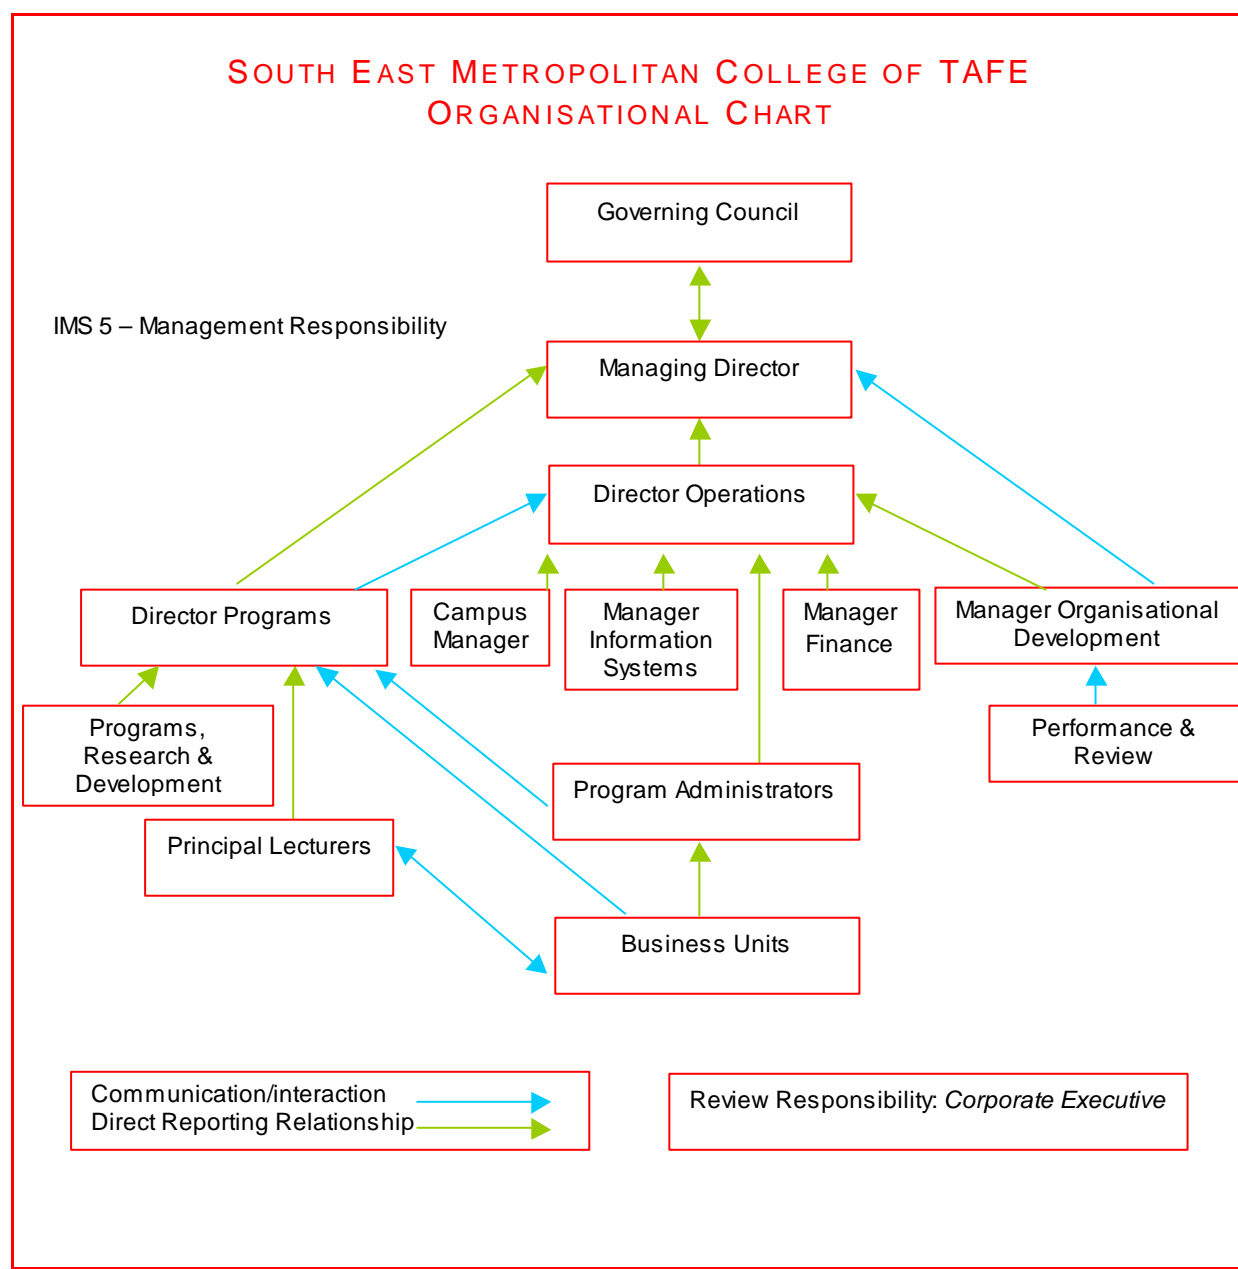 SOUTH EAST METROPOLITAN COLLEGE OF TAFE
ORGANISATIONAL CHART
Governing Council
IMS 5 – Management Responsibility
Managing Director
Director Operations
Director Programs
Campus
Manager
Manager
Information
Systems
Manager
Finance
Manager Organisational
Development
Programs,
Research &
Development
Performance &
Review
Program Administrators
Principal Lecturers
Business Units
Communication/interaction
Direct Reporting Relationship
Review Responsibility: Corporate Executive